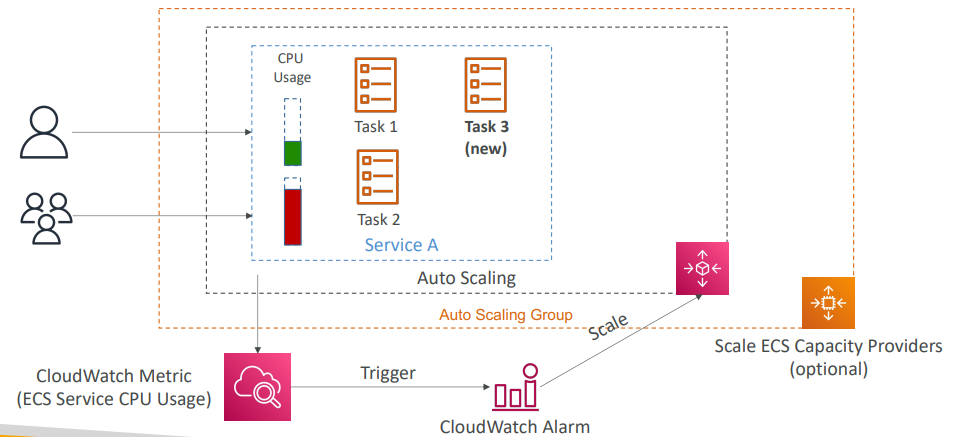 CPU
Usage
Task 1
Task 3
(new)
Task 2
Service A
Auto Scaling
Auto Scaling Group
Scale
Scale ECS Capacity Providers
(optional)
CloudWatch Metric
(ECS Service CPU Usage)
Trigger
CloudWatch Alarm